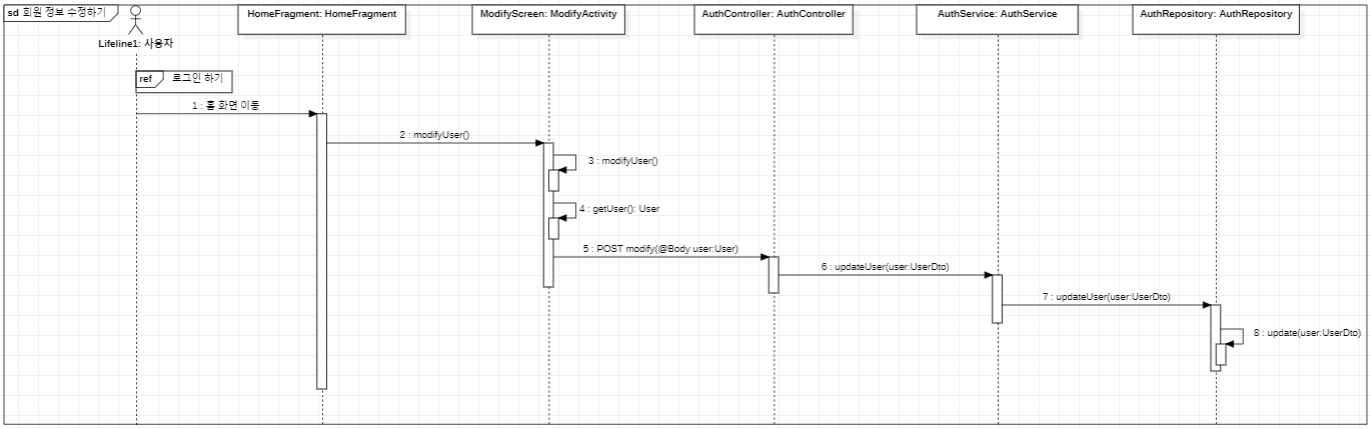 sd 회원 정보 수정하기
Lifeline1: 사용자
HomeFragment: HomeFragment
ModifyScreen: ModifyActivity
AuthController: AuthController
AuthService: AuthService
AuthRepository: AuthRepository
ref 로그인 하기
1 : 홈 화면 이동
2 : modifyUser()
3 : modifyUser()
4 : getUser(): User
5 : POST modify(@Body user:User)
6 : updateUser(user:UserDto)
7 : updateUser(user:UserDto)
8 : update(user:UserDto)